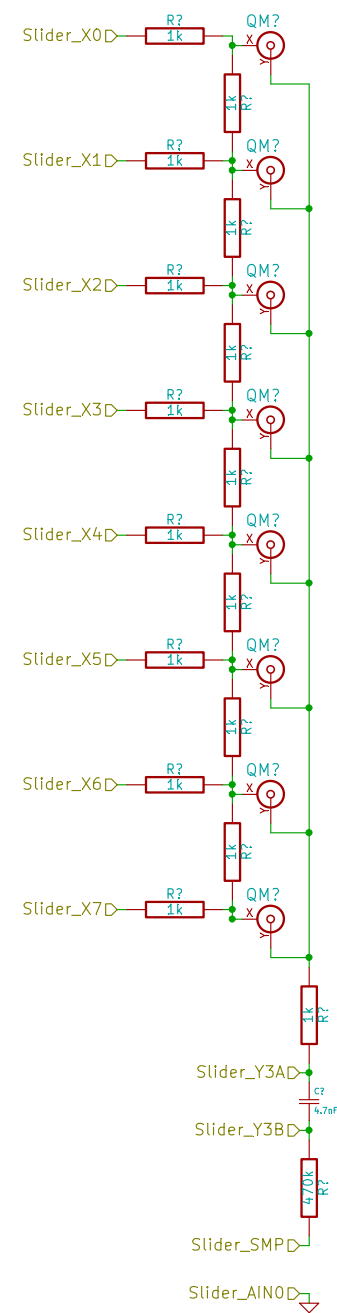 R? QM?
Slider_X0 1k X
Y
1k R?
R? QM?
Slider_X1 1k X
Y
1k R?
R? QM?
Slider_X2 1k X
Y
1k R?
R? QM?
Slider_X3 1k X
Y
1k R?
R? QM?
Slider_X4 1k X
Y
1k R?
R? QM?
Slider_X5 1k X
Y
1k R?
R? QM?
Slider_X6 1k X
Y
1k R?
R? QM?
Slider_X7 1k X
Y
1k R?
Slider_Y3A
C?
4.7nF
Slider_Y3B
470k R?
Slider_SMP
Slider_AIN0